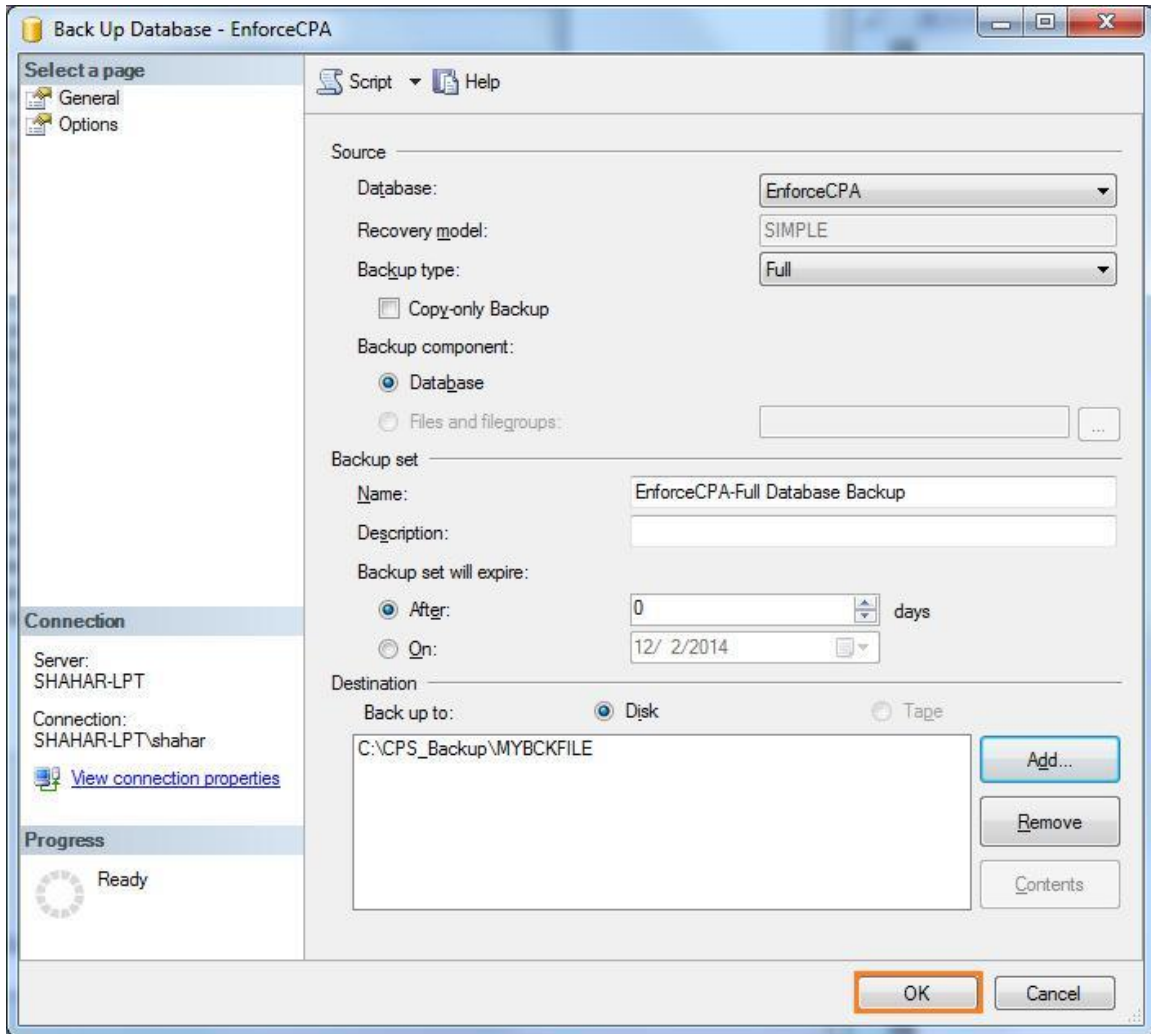 Back Up Database - EnforceCPA
Select a page
General
Options
Script
Help
Source
Database:
EnforceCPA
Recovery model:
SIMPLE
Backup type:
Full
Copy-only Backup
Backup component:
Database
Files and filegroups:
...
Backup set
Name:
EnforceCPA-Full Database Backup
Description:
Backup set will expire:
After:
0
days
On:
12/ 2/2014
Destination
Back up to:
Disk
Tape
C:\CPS_Backup\MYBCKFILE
Add...
Remove
Contents
Connection
Server:
SHAHAR-LPT
Connection:
SHAHAR-LPT\shahar
View connection properties
Progress
Ready
OK
Cancel